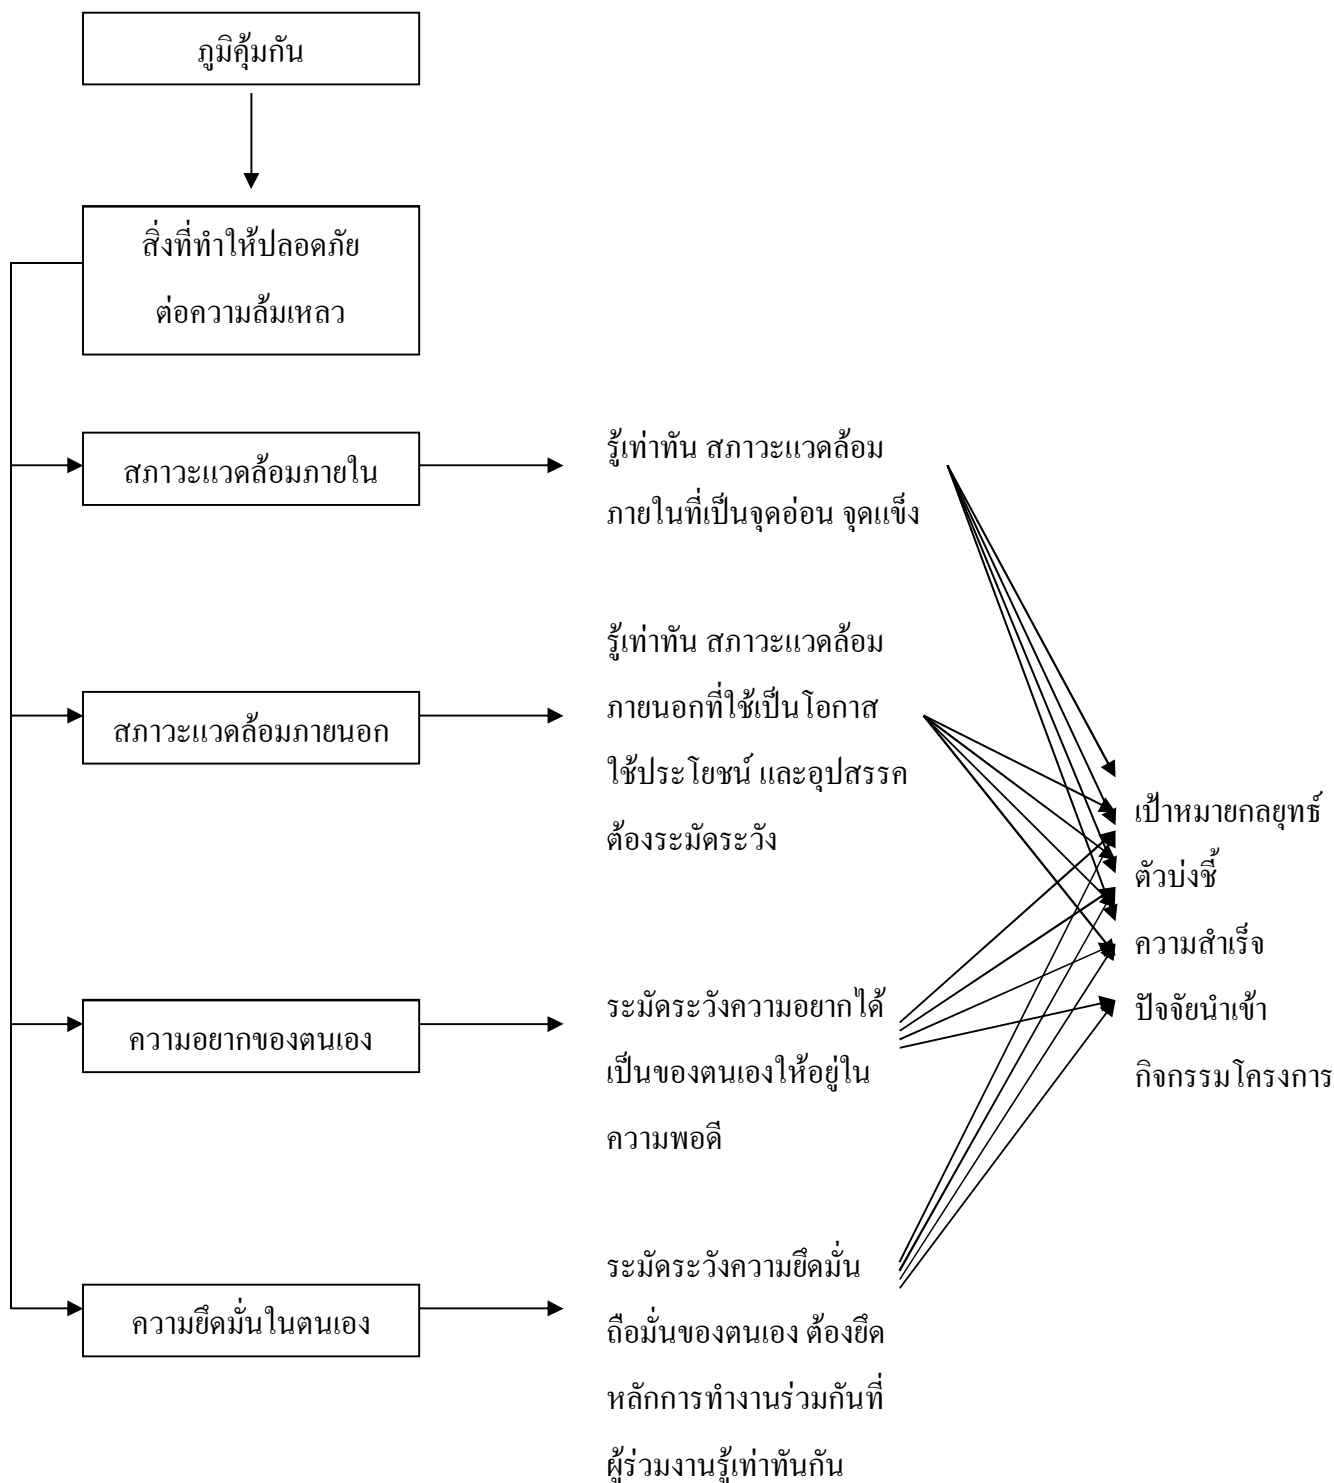 ภูมิคุ้มกัน
สิ่งที่ทำให้ปลอดภัย
ต่อความล้มเหลว
สภาวะแวดล้อมภายใน
รู้เท่าทัน สภาวะแวดล้อม
ภายในที่เป็นจุดอ่อน จุดแข็ง
สภาวะแวดล้อมภายนอก
รู้เท่าทัน สภาวะแวดล้อม
ภายนอกที่ใช้เป็นโอกาส
ใช้ประโยชน์ และอุปสรรค
ต้องระมัดระวัง
ความอยากของตนเอง
ระมัดระวังความอยากได้
เป็นของตนเองให้อยู่ใน
ความพอดี
ความยึดมั่นในตนเอง
ระมัดระวังความยึดมั่น
ถือมั่นของตนเอง ต้องยึด
หลักการทำงานร่วมกันที่
ผู้ร่วมงานรู้เท่าทันกัน
เป้าหมายกลยุทธ์
ตัวบ่งชี้
ความสำเร็จ
ปัจจัยนำเข้า
กิจกรรมโครงการ